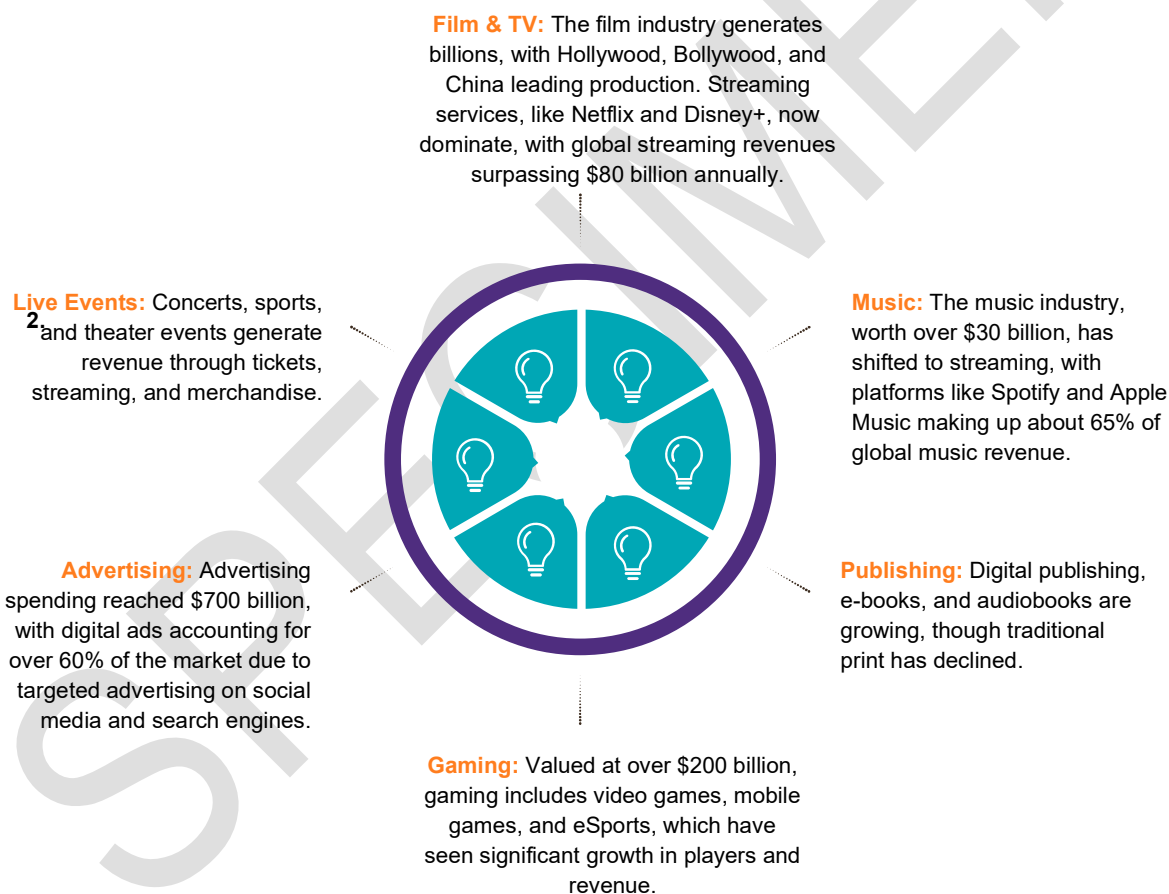 Film & TV: The film industry generates
billions, with Hollywood, Bollywood, and
China leading production. Streaming
services, like Netflix and Disney+, now
dominate, with global streaming revenues
surpassing $80 billion annually.
Live Events: Concerts, sports,
2.
and theater events generate
revenue through tickets,
streaming, and merchandise.
Music: The music industry,
worth over $30 billion, has
shifted to streaming, with
platforms like Spotify and Apple
Music making up about 65% of
global music revenue.
Advertising: Advertising
spending reached $700 billion,
with digital ads accounting for
over 60% of the market due to
targeted advertising on social
media and search engines.
Publishing: Digital publishing,
e-books, and audiobooks are
growing, though traditional
print has declined.
Gaming: Valued at over $200 billion,
gaming includes video games, mobile
games, and eSports, which have
seen significant growth in players and
revenue.
SPECIME